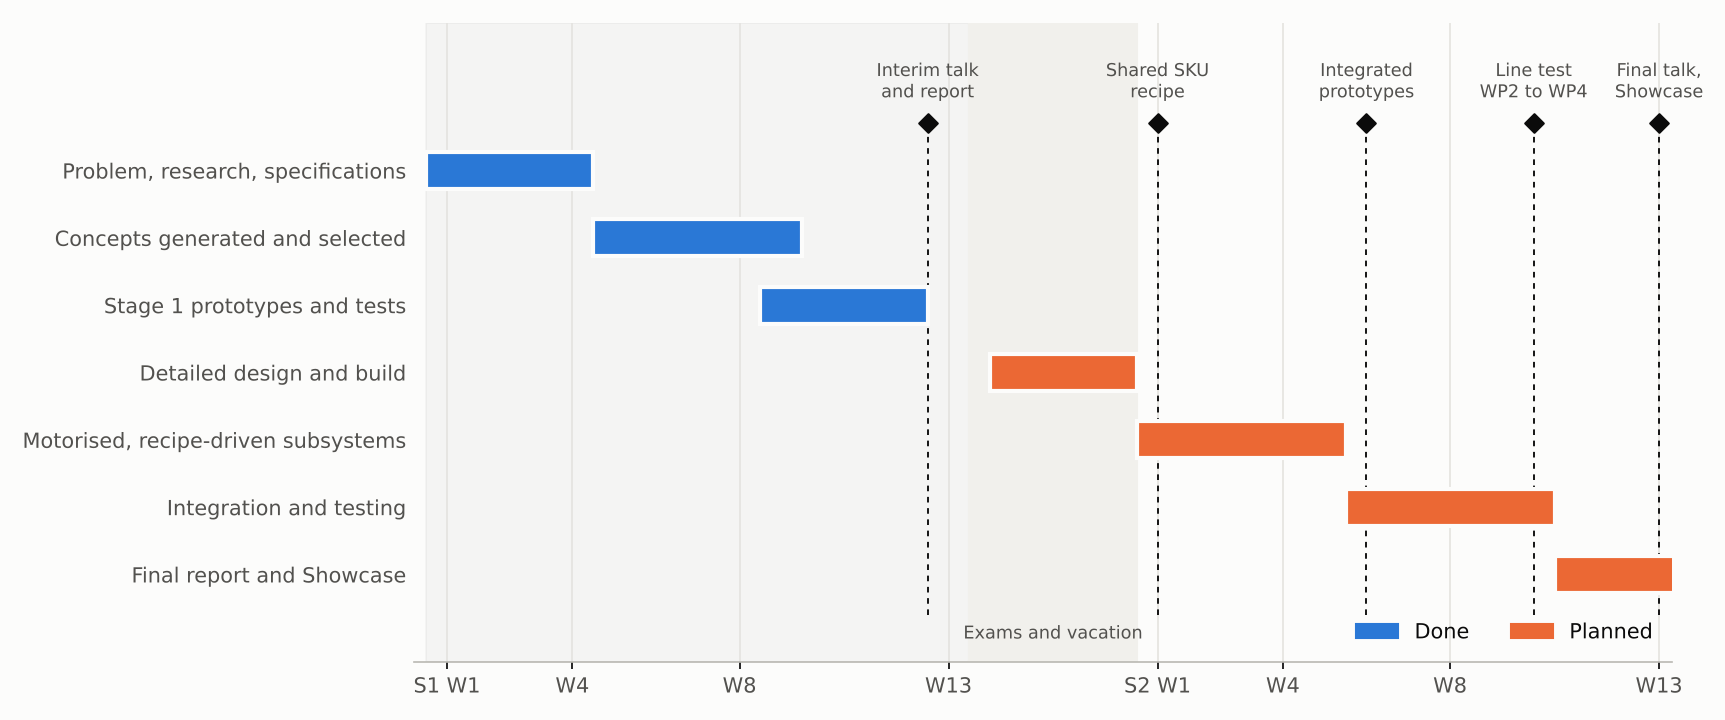 Interim talk
and report
Shared SKU
recipe
Integrated
prototypes
Line test
WP2 to WP4
Final talk,
Showcase
Problem, research, specifications
Concepts generated and selected
Stage 1 prototypes and tests
Detailed design and build
Motorised, recipe-driven subsystems
Integration and testing
Final report and Showcase
Exams and vacation
Done
Planned
S1 W1
W4
W8
W13
S2 W1
W4
W8
W13